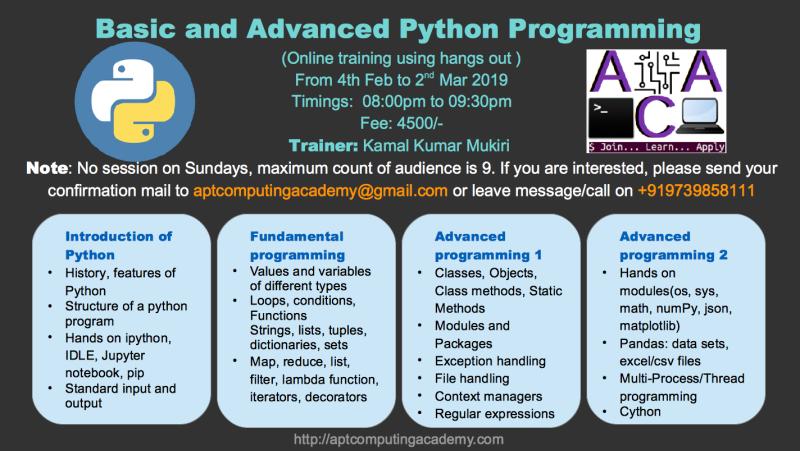 Basic and Advanced Python Programming
(Online training using hangs out )
From 4th Feb to 2nd Mar 2019
Timings:  08:00pm to 09:30pm
Fee: 4500/-
Trainer: Kamal Kumar Mukiri
A A
>_ C
$ Join... Learn... Apply
Note: No session on Sundays, maximum count of audience is 9. If you are interested, please send your
confirmation mail to aptcomputingacademy@gmail.com or leave message/call on +919739858111
Introduction of
Python
• History, features of
Python
• Structure of a python
program
• Hands on ipython,
IDLE, Jupyter
notebook, pip
• Standard input and
output
Fundamental
programming
• Values and variables
of different types
• Loops, conditions,
Functions
Strings, lists, tuples,
dictionaries, sets
• Map, reduce, list,
filter, lambda function,
iterators, decorators
Advanced
programming 1
• Classes, Objects,
Class methods, Static
Methods
• Modules and
Packages
• Exception handling
• File handling
• Context managers
• Regular expressions
Advanced
programming 2
• Hands on
modules(os, sys,
math, numPy, json,
matplotlib)
• Pandas: data sets,
excel/csv files
• Multi-Process/Thread
programming
• Cython
http://aptcomputingacademy.com